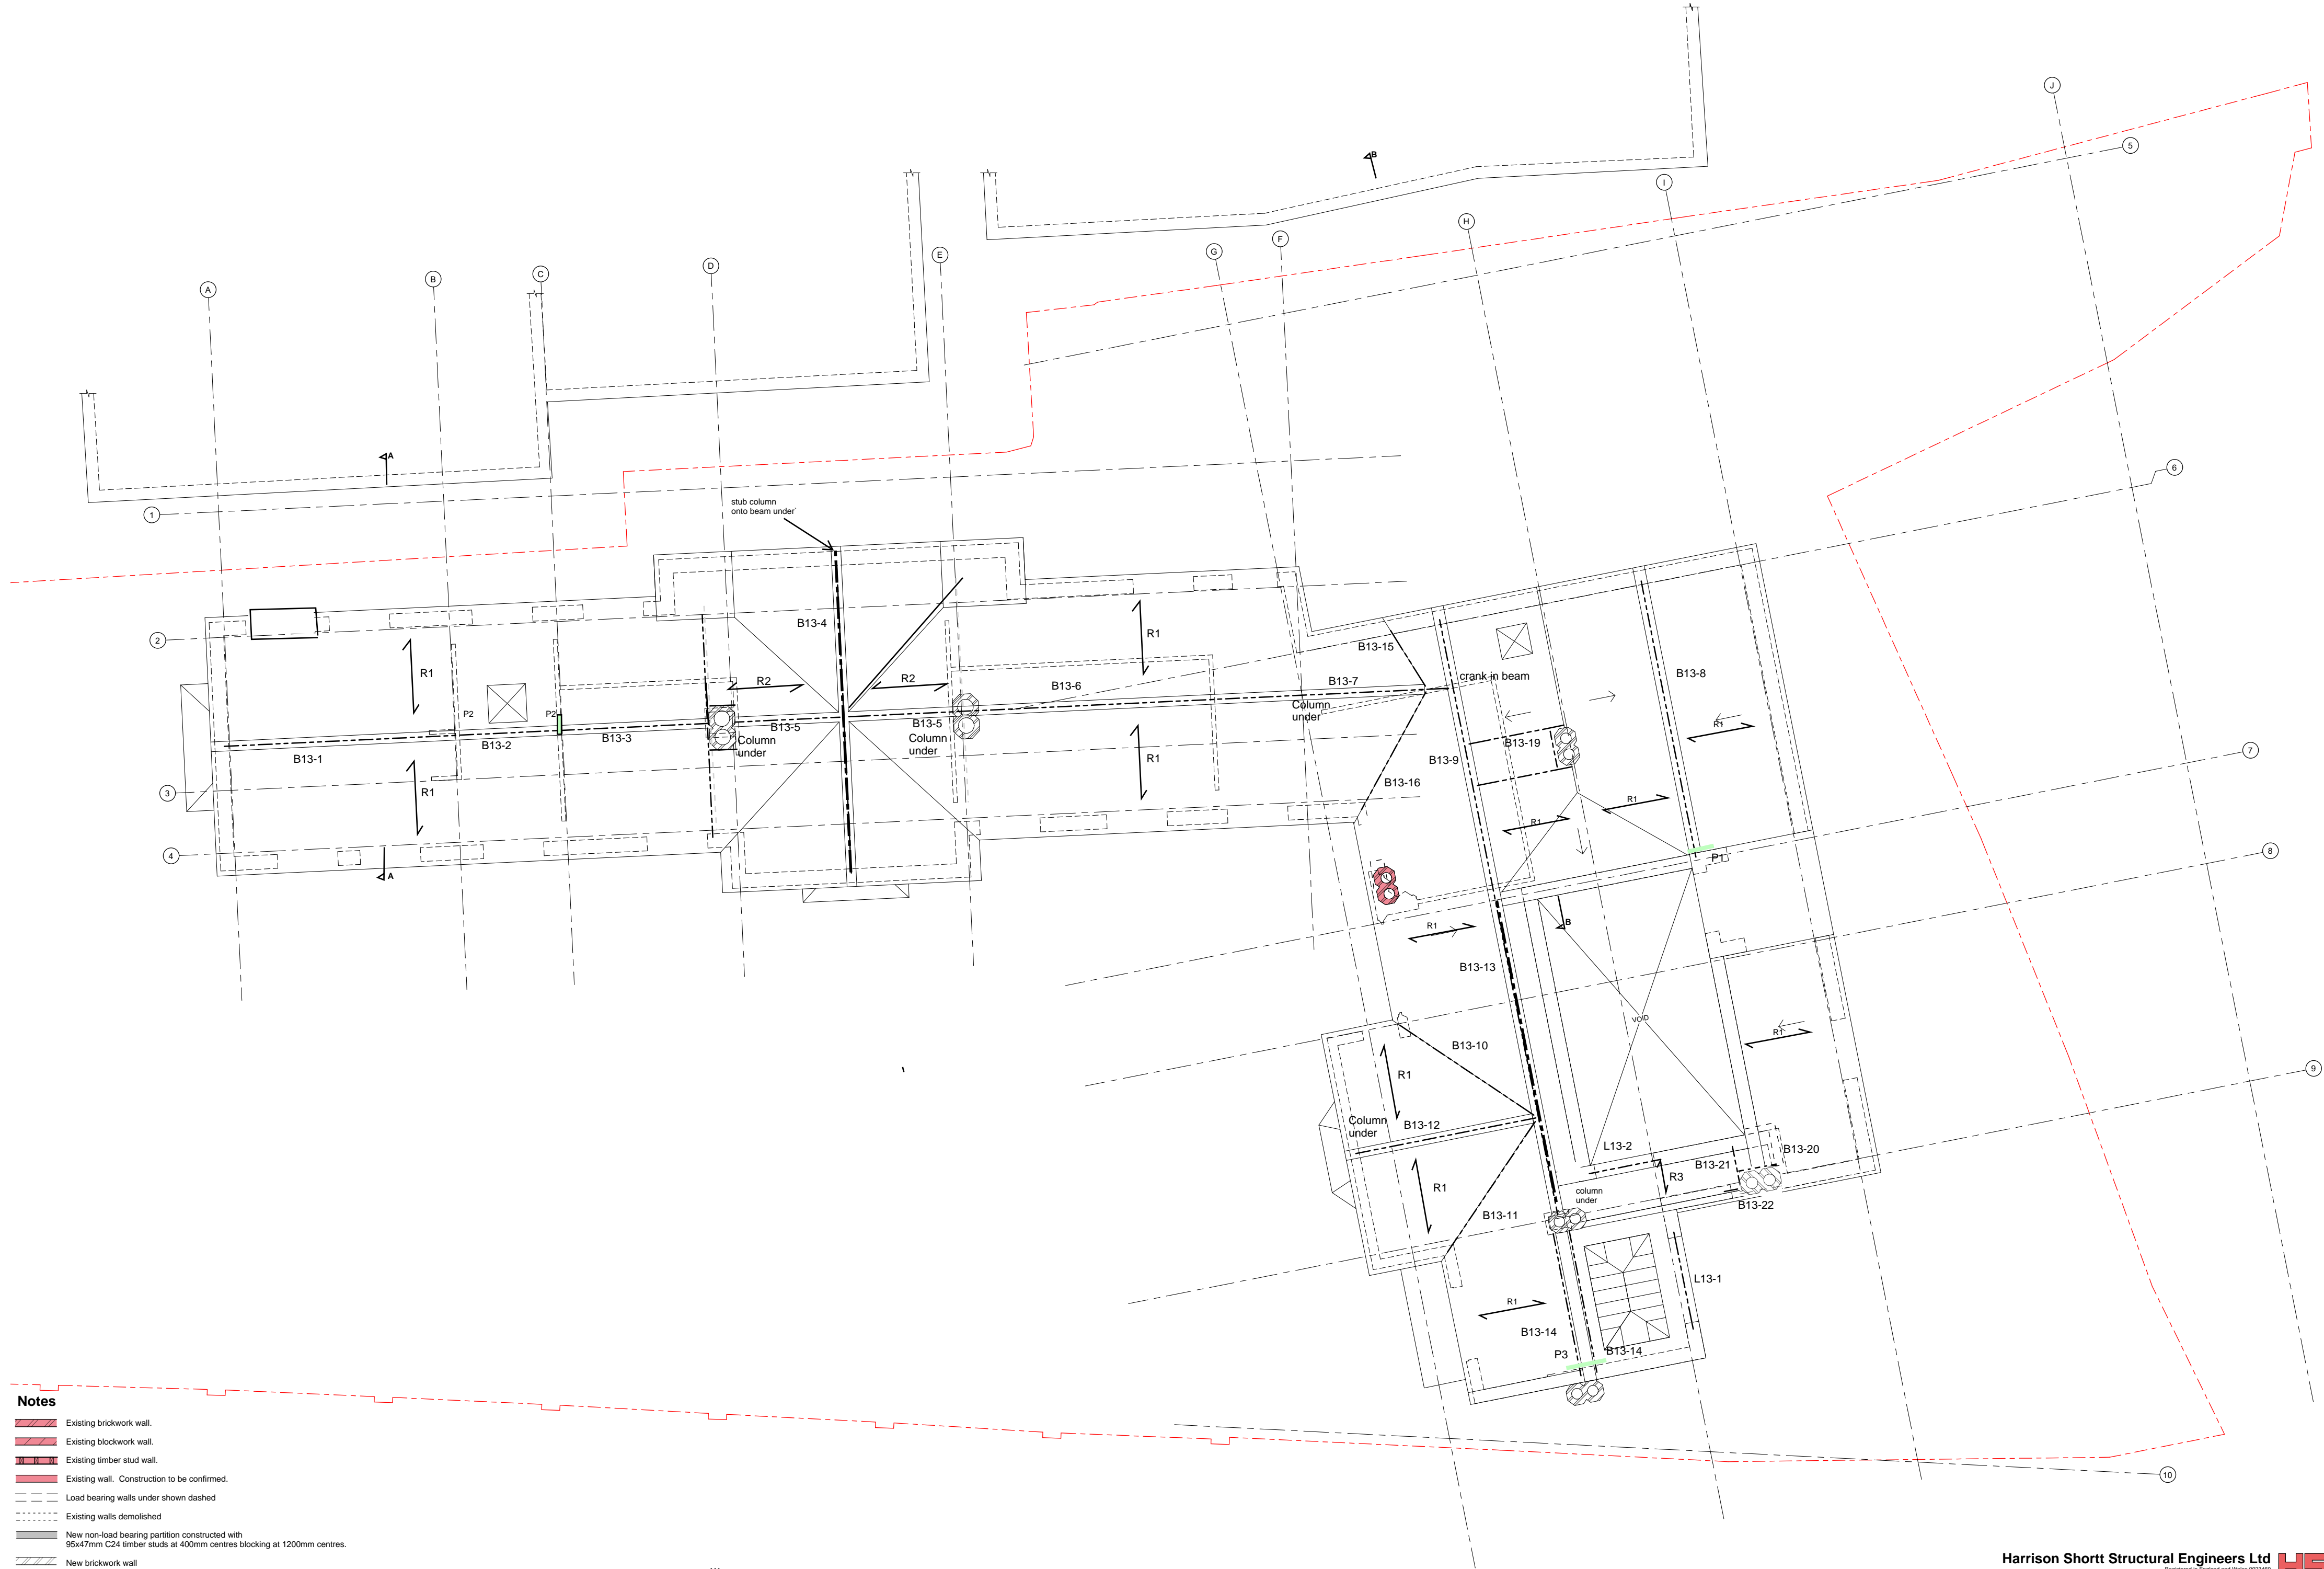 J
5
B
I
H
F
G
E
D
C
B
A
6
A
1
stub column
onto beam under
2
B13-4
R1
B13-15
B13-8
crank in beam
R1
R2
R2
B13-6
B13-7
Column
under
R1
P2
P2
B13-5
B13-5
Column
under
Column
under
B13-1
B13-2
B13-3
B13-19
B13-9
7
R1
B13-16
3
R1
R1
R1
4
A
P1
8
B
R1
B13-13
VOID
R1
B13-10
R1
9
Column
under
B13-12
L13-2
B13-21
B13-20
R3
R1
column
under
B13-11
B13-22
L13-1
R1
B13-14
P3
B13-14
10
Notes
Existing brickwork wall.
Existing blockwork wall.
Existing timber stud wall.
Existing wall. Construction to be confirmed.
Load bearing walls under shown dashed
Existing walls demolished
New non-load bearing partition constructed with
95x47mm C24 timber studs at 400mm centres blocking at 1200mm centres.
New brickwork wall
Harrison Shortt Structural Engineers Ltd